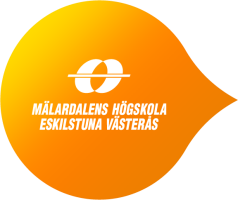 MÄLARDALENS HÖGSKOLA
ESKILSTUNA VÄSTERÅS